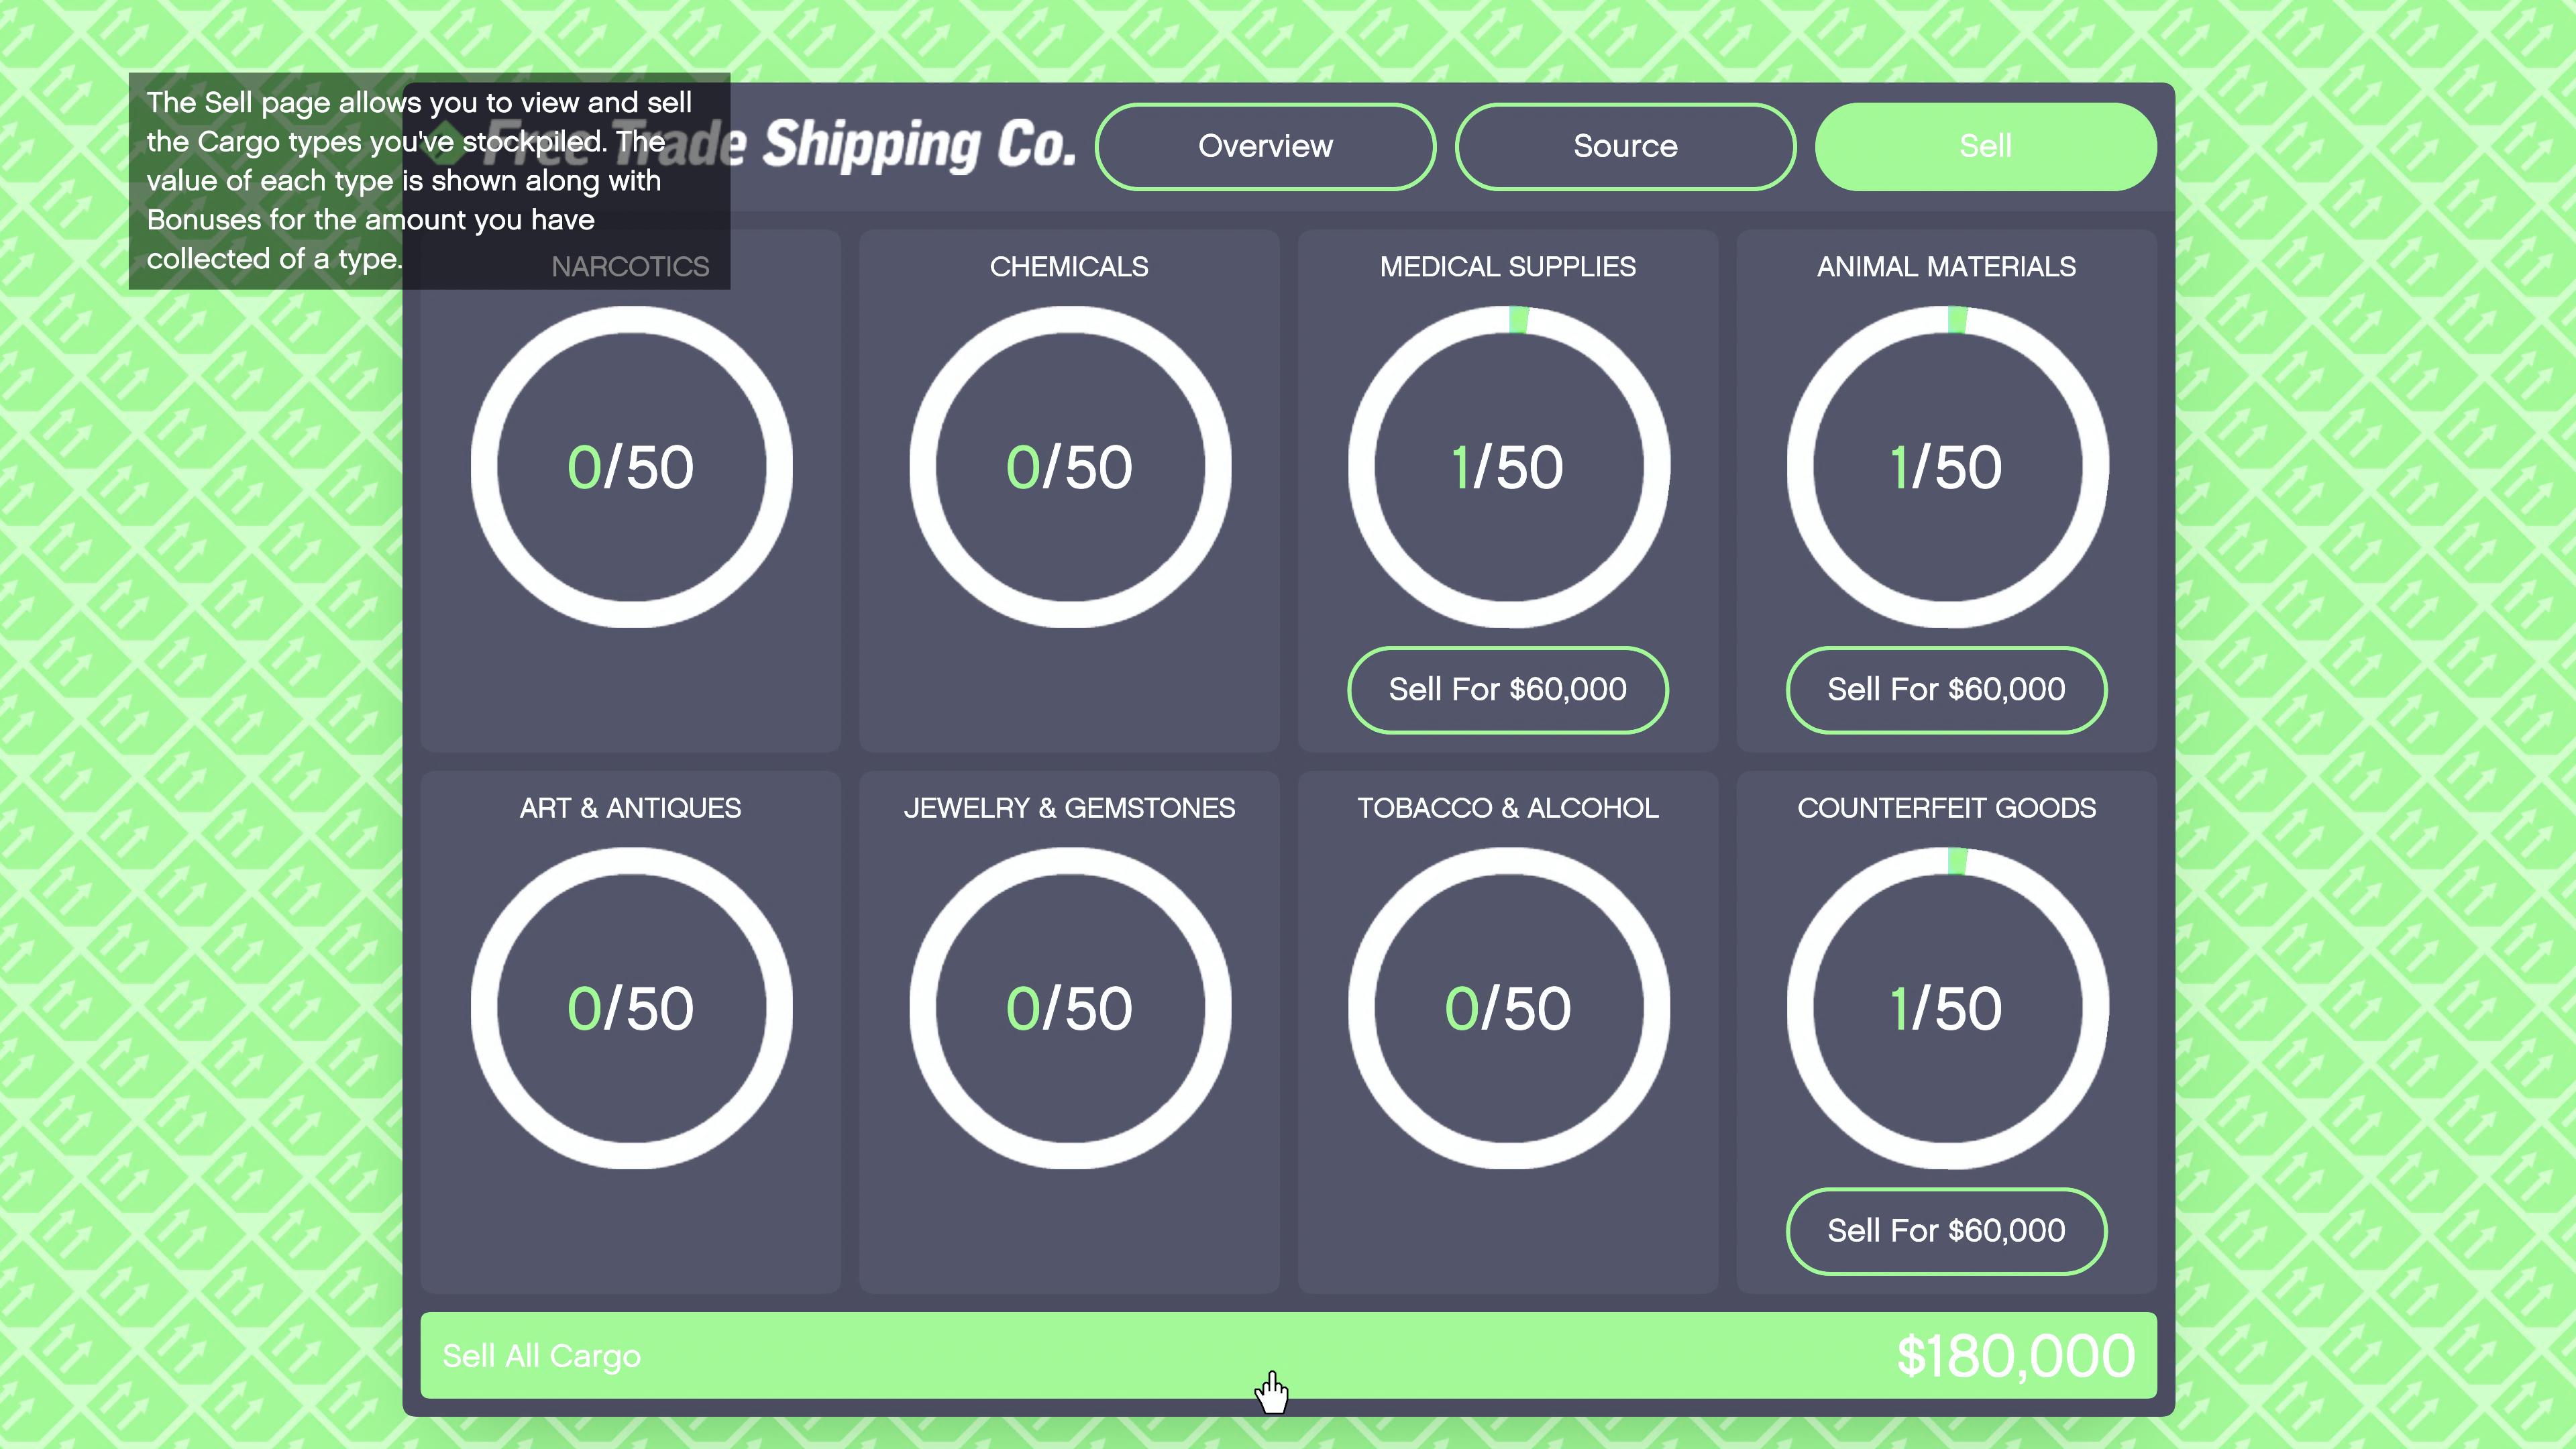 The Sell page allows you to view and sell
the Cargo types you've stockpiled. The
value of each type is shown along with
Bonuses for the amount you have
collected of a type.
Free Trade Shipping Co.
Overview
Source
Sell
NARCOTICS
0/50
CHEMICALS
0/50
MEDICAL SUPPLIES
1/50
Sell For $60,000
ANIMAL MATERIALS
1/50
Sell For $60,000
ART & ANTIQUES
0/50
JEWELRY & GEMSTONES
0/50
TOBACCO & ALCOHOL
0/50
COUNTERFEIT GOODS
1/50
Sell For $60,000
Sell All Cargo
$180,000